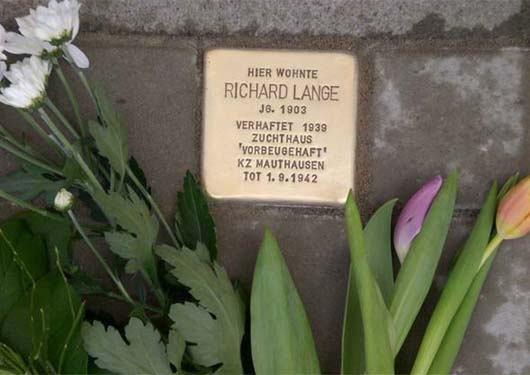 HIER WOHNTE
RICHARD LANGE
JG. 1903
VERHAFTET 1939
ZUCHTHAUS
'VORBEUGEHAFT'
KZ MAUTHAUSEN
TOT 1.9.1942